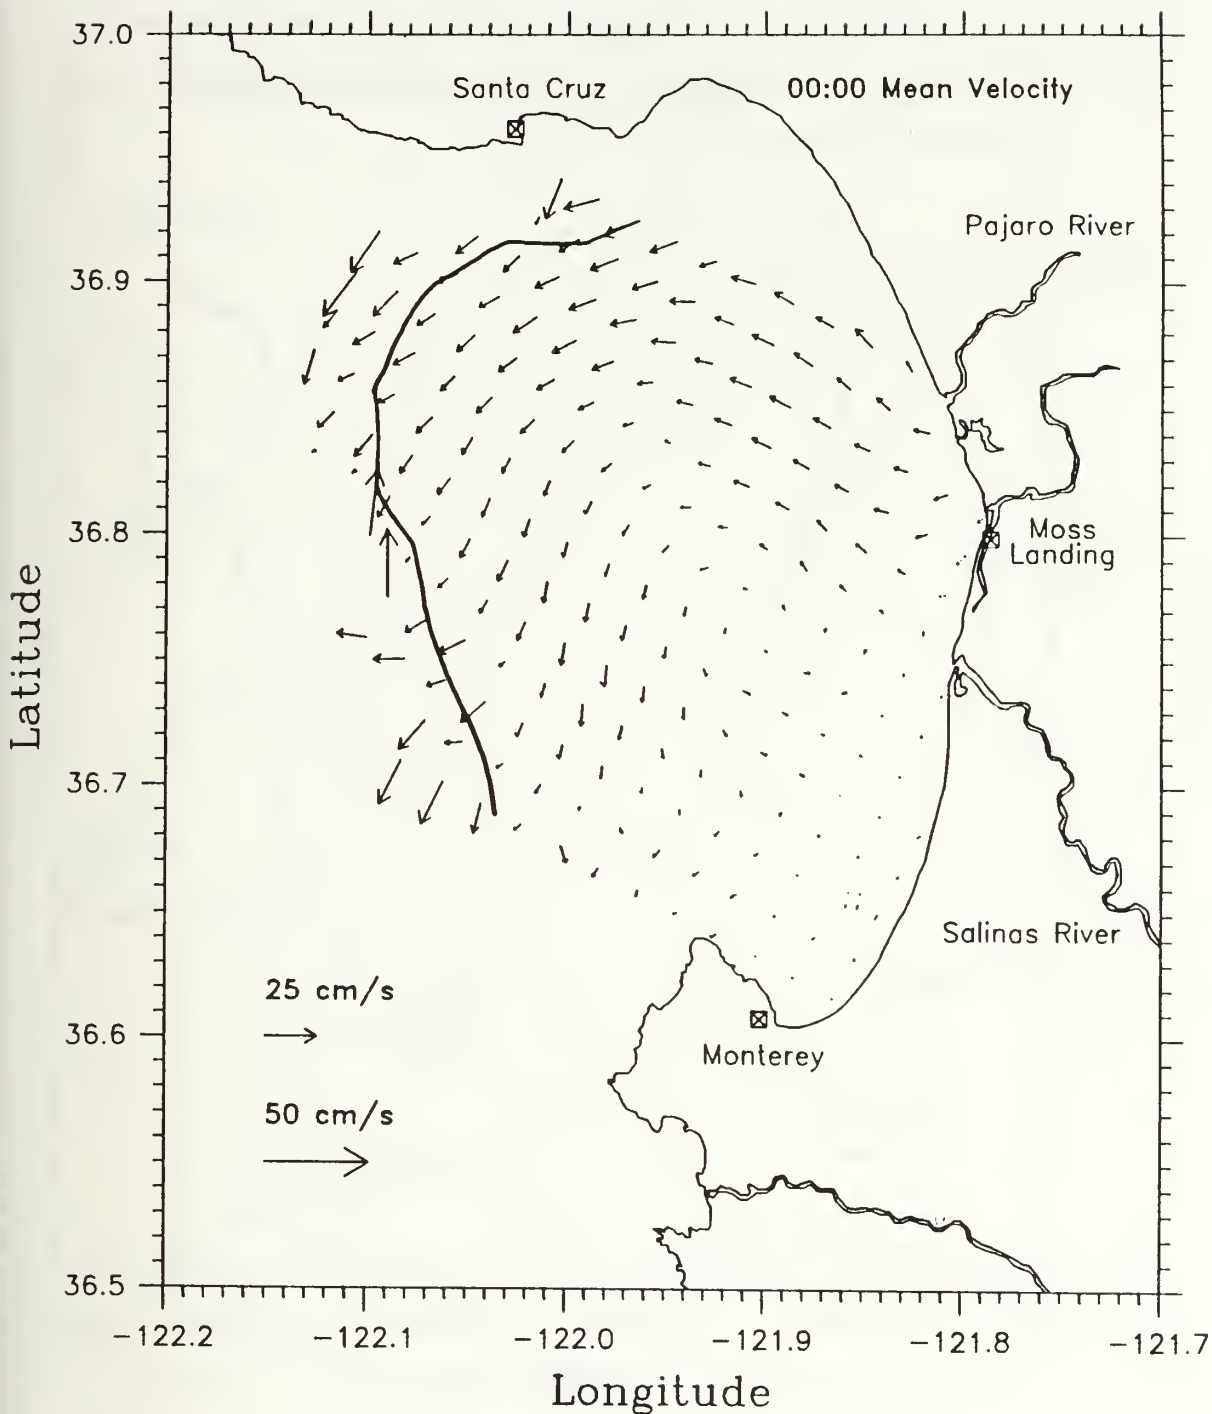 37.0
Santa Cruz
00:00 Mean Velocity
Pajaro River
36.9
36.8
Moss
Landing
Latitude
36.7
Salinas River
25 cm/s
36.6
Monterey
50 cm/s
36.5
-122.2
-122.1
-122.0
-121.9
-121.8
-121.7
Longitude